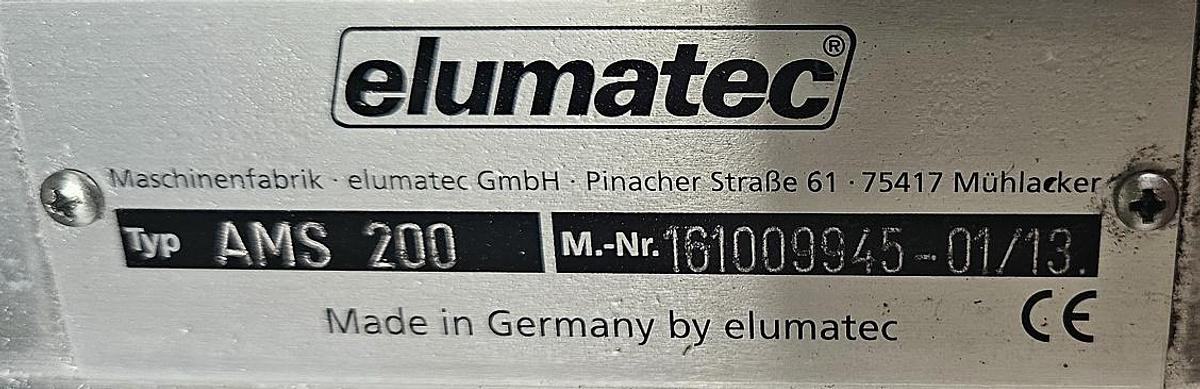 elumatec®
Maschinenfabrik · elumatec GmbH · Pinacher Straße 61 · 75417 Mühlacker
Typ AMS 200 M.-Nr. 161009945-01/13.
Made in Germany by elumatec CE